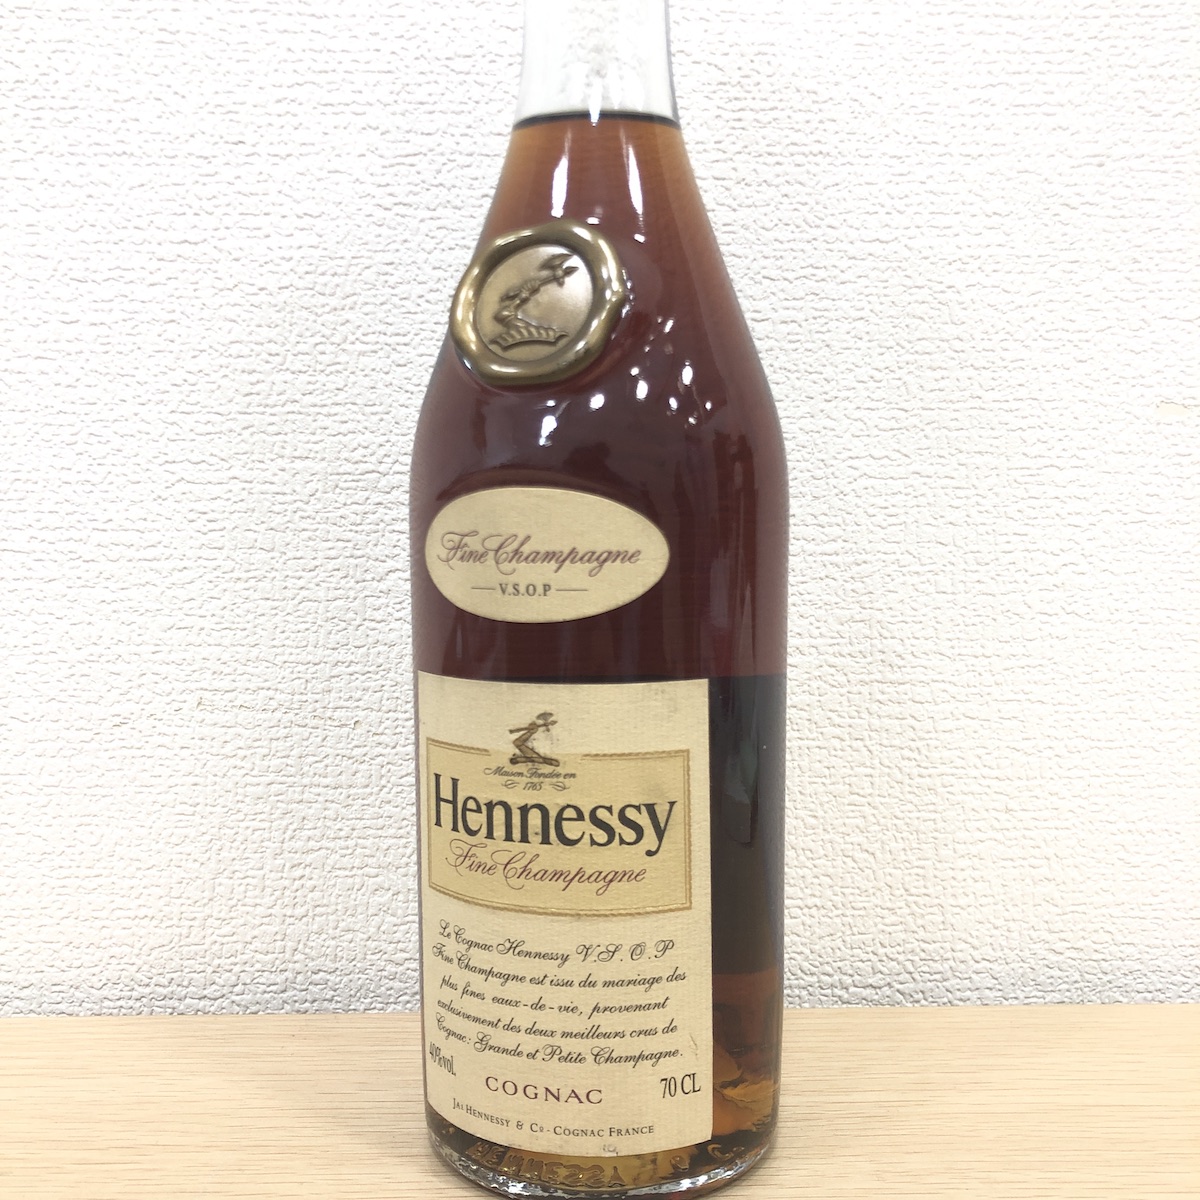 Fine Champagne
V.S.O.P
Maison Fondée en
1765
Hennessy
Fine Champagne
Le Cognac Hennessy V.S.O.P
Fine Champagne est issu du mariage des
plus fines eaux-de-vie, provenant
exclusivement des deux meilleurs crus de
Cognac: Grande et Petite Champagne.
40%vol.
COGNAC
70 CL
JAs HENNESSY & Co - COGNAC FRANCE
HENNESSY